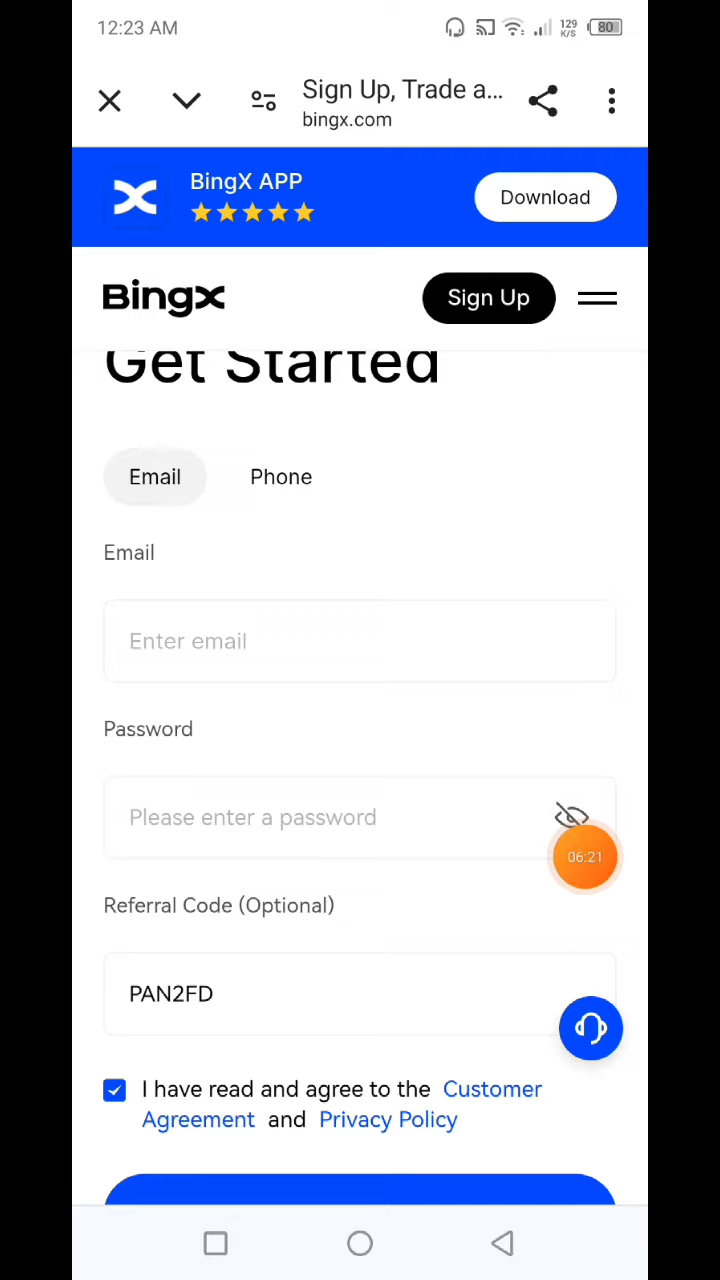 12:23 AM
129
K/S
80
Sign Up, Trade a...
bingx.com
BingX APP
Download
BingX
Sign Up
Get Started
Email
Phone
Email
Enter email
Password
Please enter a password
06:21
Referral Code (Optional)
PAN2FD
I have read and agree to the Customer
Agreement and Privacy Policy